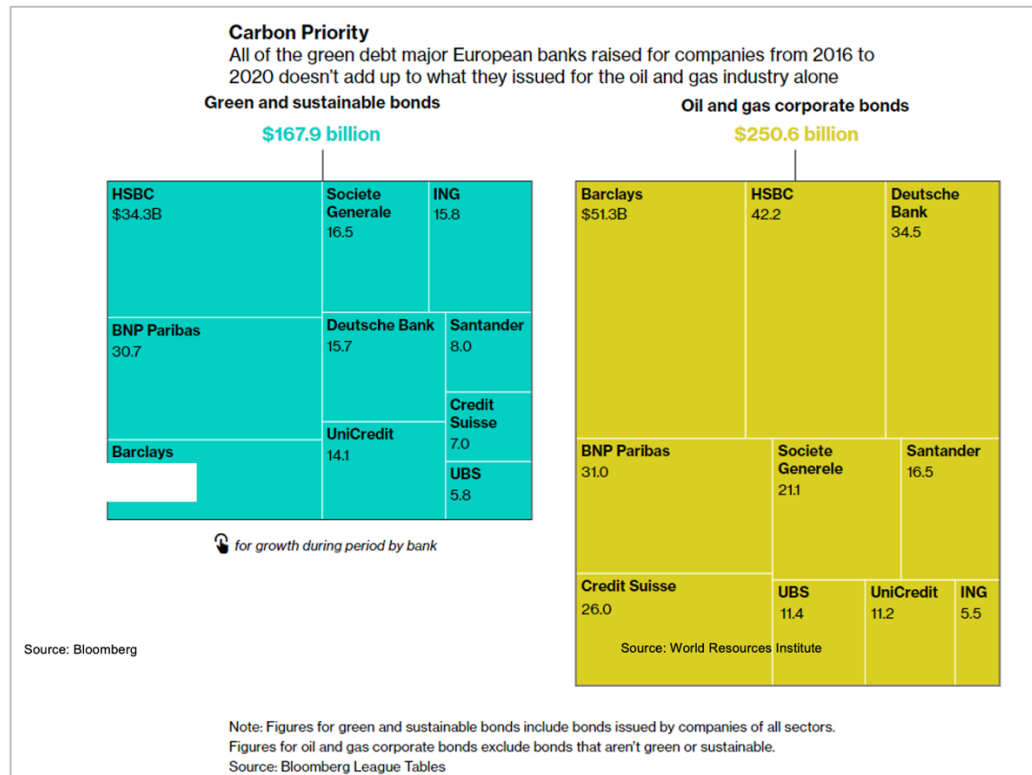 Carbon Priority
All of the green debt major European banks raised for companies from 2016 to
2020 doesn't add up to what they issued for the oil and gas industry alone
Green and sustainable bonds
$167.9 billion
HSBC
$34.3B
Societe
Generale
16.5
ING
15.8
BNP Paribas
30.7
Deutsche Bank
15.7
Santander
8.0
Credit
Suisse
7.0
UniCredit
14.1
Barclays
UBS
5.8
for growth during period by bank
Source: Bloomberg
Oil and gas corporate bonds
$250.6 billion
Barclays
$51.3B
HSBC
42.2
Deutsche
Bank
34.5
BNP Paribas
31.0
Societe
Generele
21.1
Santander
16.5
Credit Suisse
26.0
UBS
11.4
UniCredit
11.2
ING
5.5
Source: World Resources Institute
Note: Figures for green and sustainable bonds include bonds issued by companies of all sectors.
Figures for oil and gas corporate bonds exclude bonds that aren't green or sustainable.
Source: Bloomberg League Tables